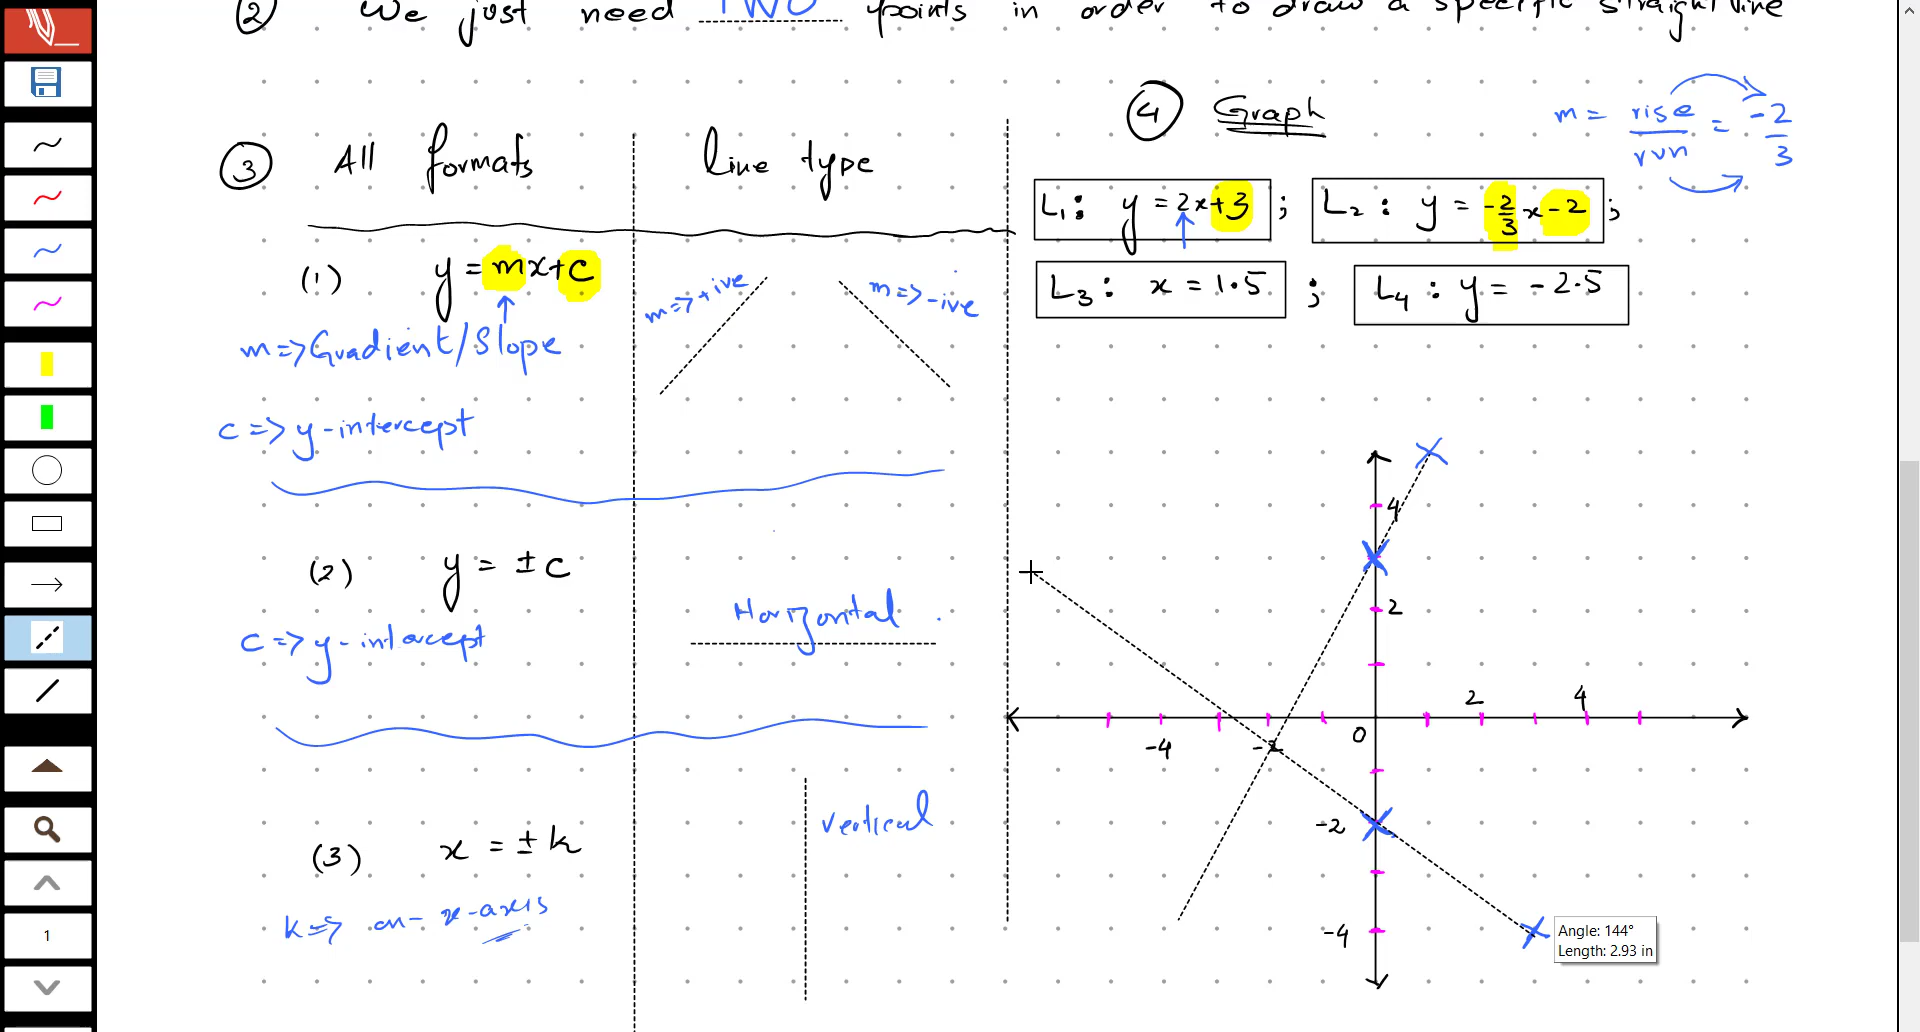 ② We just need TWO points in order to draw a specific straight line
③ All formats
Line type
(1) y = mx+c
m => Gradient/Slope
c => y-intercept
m => +ive
m => -ive
(2) y = ± c
c => y-intercept
Horizontal
(3) x = ± k
k => on x-axis
Vertical
④ Graph
m = rise/run = -2/3
L₁: y = 2x+3 ; L₂ : y = -2/3 x - 2 ;
L₃ : x = 1.5 ; L₄ : y = -2.5
4
2
2 4
0
-4 -2
-2
-4
Angle: 144°
Length: 2.93 in
1